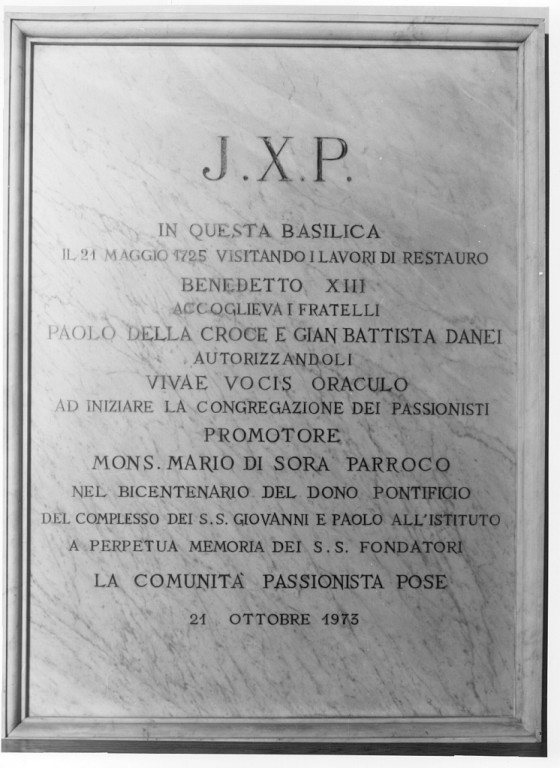 J.X.P.
IN QUESTA BASILICA
IL 21 MAGGIO 1725 VISITANDO I LAVORI DI RESTAURO
BENEDETTO XIII
ACCOGLIEVA I FRATELLI
PAOLO DELLA CROCE E GIAN BATTISTA DANEI
AUTORIZZANDOLI
VIVAE VOCIS ORACULO
AD INIZIARE LA CONGREGAZIONE DEI PASSIONISTI
PROMOTORE
MONS. MARIO DI SORA PARROCO
NEL BICENTENARIO DEL DONO PONTIFICIO
DEL COMPLESSO DEI S.S. GIOVANNI E PAOLO ALL'ISTITUTO
A PERPETUA MEMORIA DEI S.S. FONDATORI
LA COMUNITA' PASSIONISTA POSE
21 OTTOBRE 1973